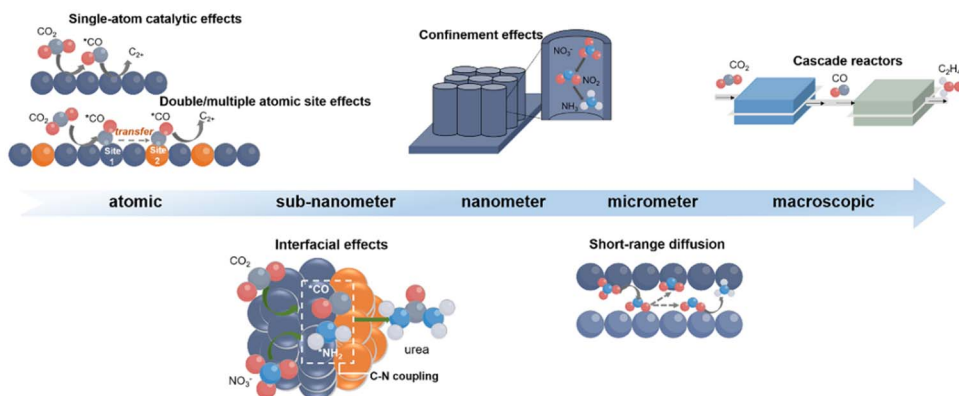 Single-atom catalytic effects
CO₂
*CO
C₂₊
Double/multiple atomic site effects
CO₂
*CO
transfer
*CO
C₂₊
Site 1
Site 2
Confinement effects
NO₃⁻
NO₂
NH₃
Cascade reactors
CO₂
CO
C₂H₄
atomic
sub-nanometer
nanometer
micrometer
macroscopic
Interfacial effects
CO₂
*CO
*NH₂
NO₃⁻
urea
C-N coupling
Short-range diffusion